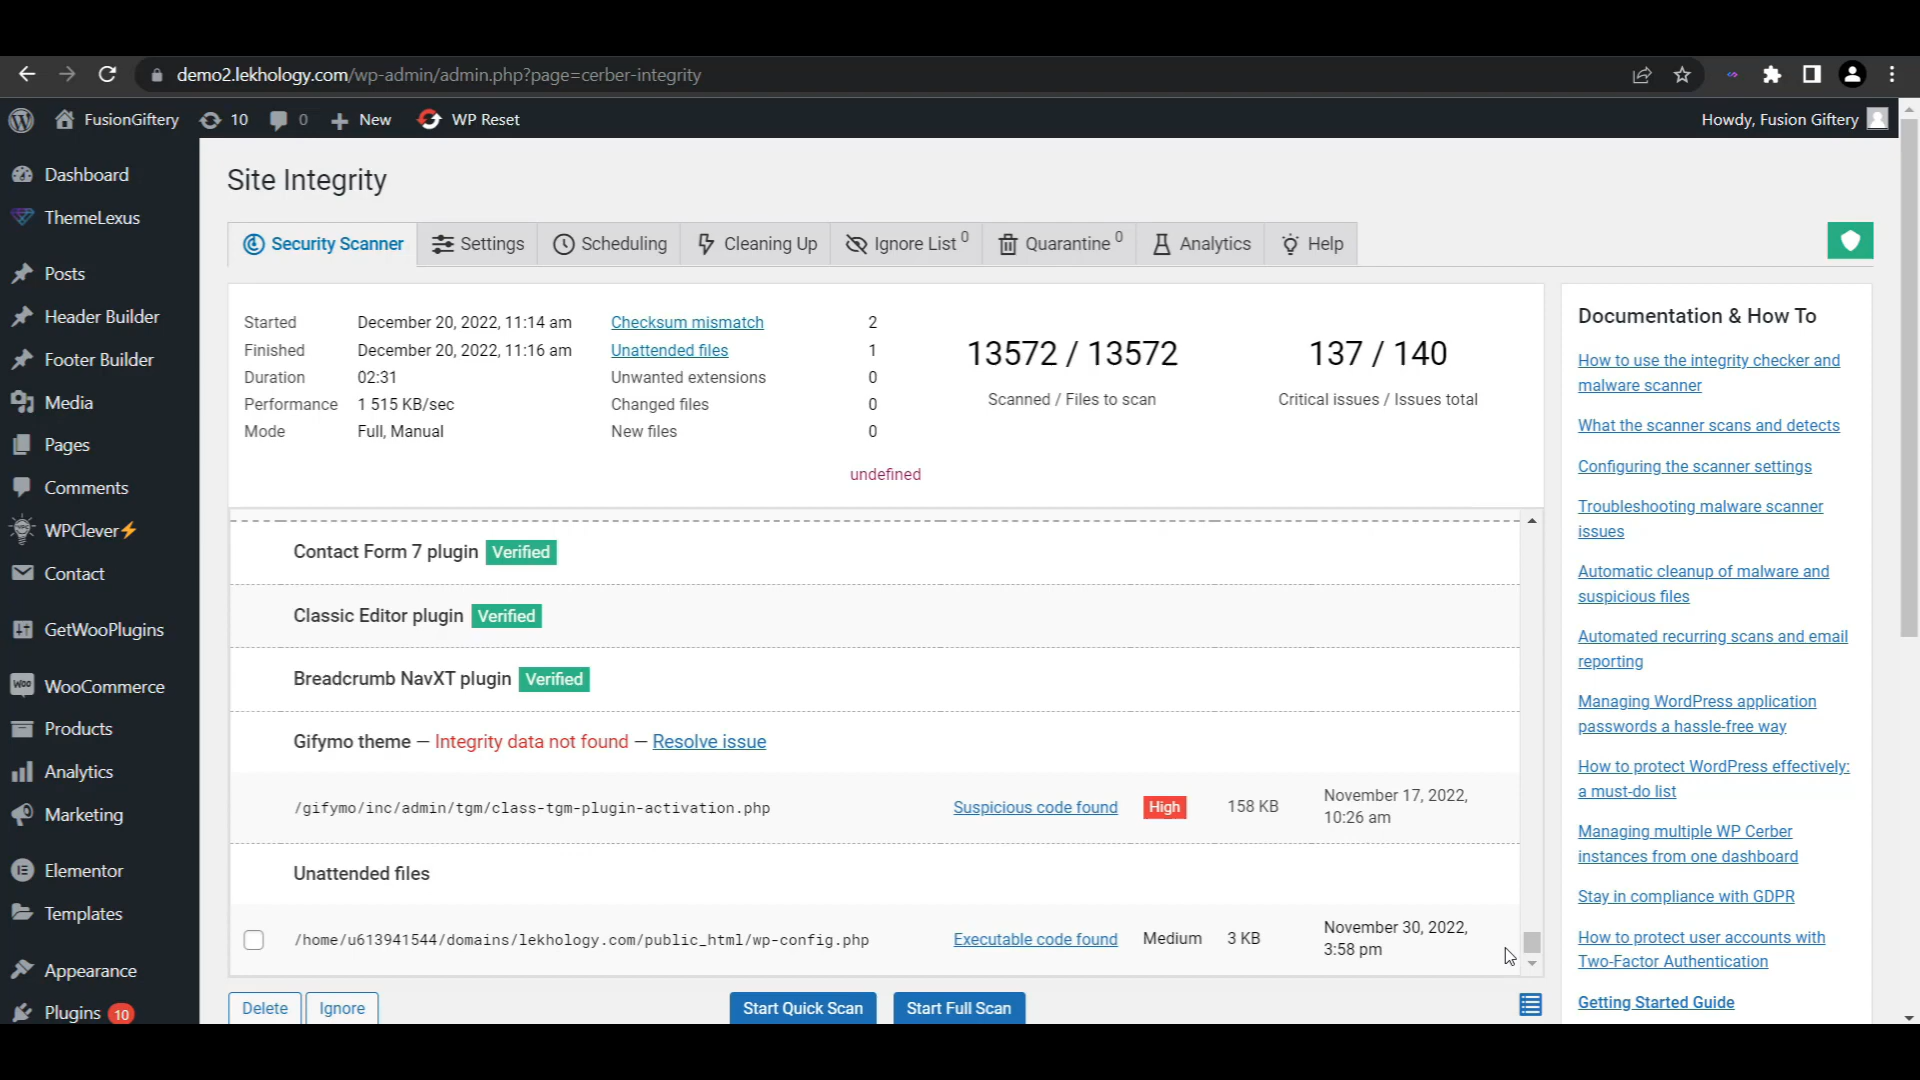 demo2.lekhology.com/wp-admin/admin.php?page=cerber-integrity
FusionGiftery
10
0
New
WP Reset
Howdy, Fusion Giftery
Dashboard
ThemeLexus
Posts
Header Builder
Footer Builder
Media
Pages
Comments
WPClever⚡
Contact
GetWooPlugins
Woo
WooCommerce
Products
Analytics
Marketing
Elementor
Templates
Appearance
Plugins 10
Site Integrity
Security Scanner
Settings
Scheduling
Cleaning Up
Ignore List 0
Quarantine 0
Analytics
Help
Started December 20, 2022, 11:14 am
Finished December 20, 2022, 11:16 am
Duration 02:31
Performance 1 515 KB/sec
Mode Full, Manual
Checksum mismatch 2
Unattended files 1
Unwanted extensions 0
Changed files 0
New files 0
13572 / 13572
Scanned / Files to scan
137 / 140
Critical issues / Issues total
undefined
Contact Form 7 plugin Verified
Classic Editor plugin Verified
Breadcrumb NavXT plugin Verified
Gifymo theme — Integrity data not found — Resolve issue
/gifymo/inc/admin/tgm/class-tgm-plugin-activation.php Suspicious code found High 158 KB November 17, 2022,
10:26 am
Unattended files
/home/u613941544/domains/lekhology.com/public_html/wp-config.php Executable code found Medium 3 KB November 30, 2022,
3:58 pm
Delete
Ignore
Start Quick Scan
Start Full Scan
Documentation & How To
How to use the integrity checker and
malware scanner
What the scanner scans and detects
Configuring the scanner settings
Troubleshooting malware scanner
issues
Automatic cleanup of malware and
suspicious files
Automated recurring scans and email
reporting
Managing WordPress application
passwords a hassle-free way
How to protect WordPress effectively:
a must-do list
Managing multiple WP Cerber
instances from one dashboard
Stay in compliance with GDPR
How to protect user accounts with
Two-Factor Authentication
Getting Started Guide